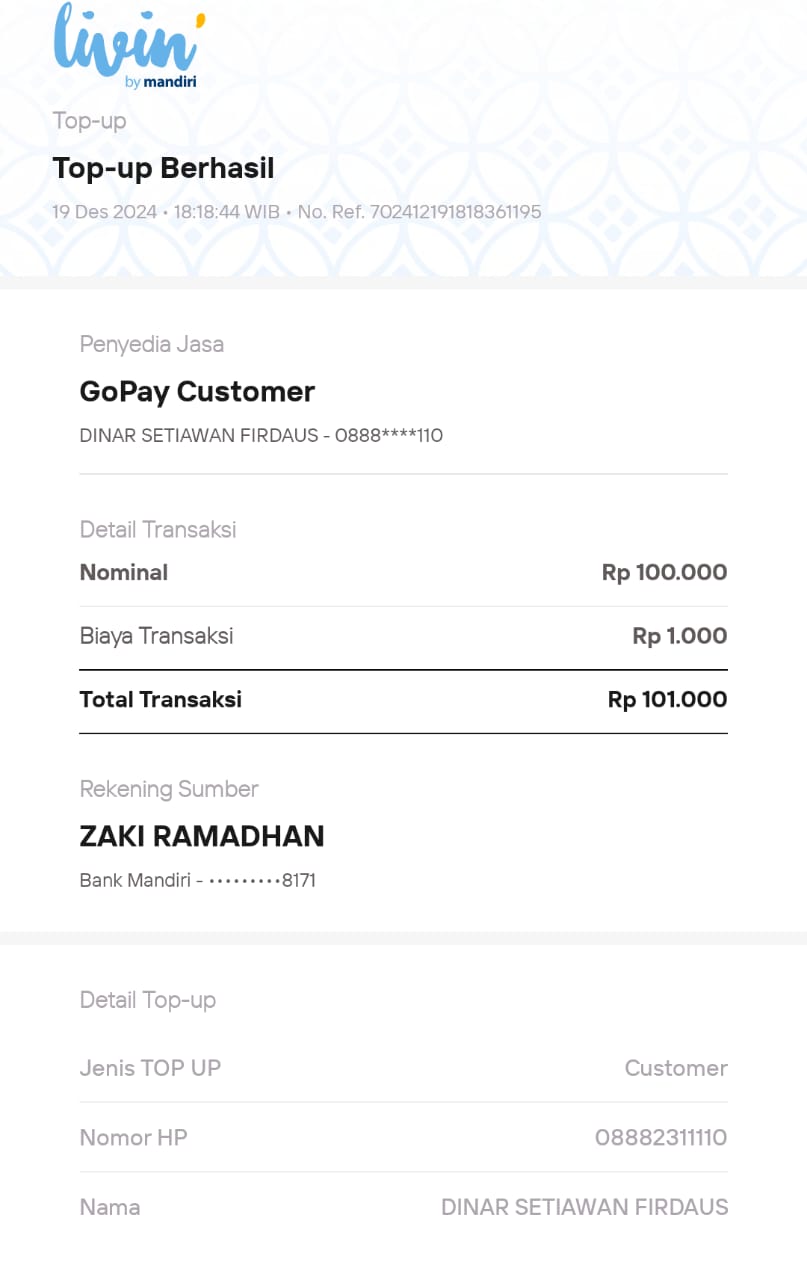 livin'
by mandiri
Top-up
Top-up Berhasil
19 Des 2024 • 18:18:44 WIB • No. Ref. 702412191818361195
Penyedia Jasa
GoPay Customer
DINAR SETIAWAN FIRDAUS - 0888****110
Detail Transaksi
Nominal Rp 100.000
Biaya Transaksi Rp 1.000
Total Transaksi Rp 101.000
Rekening Sumber
ZAKI RAMADHAN
Bank Mandiri - •••••••••8171
Detail Top-up
Jenis TOP UP Customer
Nomor HP 08882311110
Nama DINAR SETIAWAN FIRDAUS